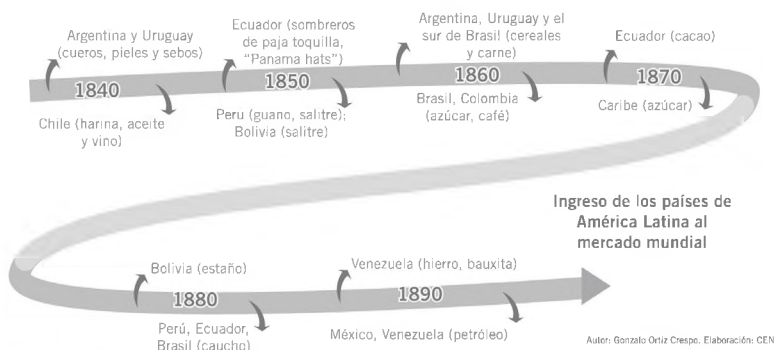 Argentina y Uruguay
(cueros, pieles y sebos)
1840
Chile (harina, aceite
y vino)
Ecuador (sombreros
de paja toquilla,
“Panama hats”)
1850
Peru (guano, salitre);
Bolivia (salitre)
Argentina, Uruguay y el
sur de Brasil (cereales
y carne)
1860
Brasil, Colombia
(azúcar, café)
Ecuador (cacao)
1870
Caribe (azúcar)
Ingreso de los países de
América Latina al
mercado mundial
Bolivia (estaño)
1880
Perú, Ecuador,
Brasil (caucho)
Venezuela (hierro, bauxita)
1890
México, Venezuela (petróleo)
Autor: Gonzalo Ortiz Crespo. Elaboración: CEN